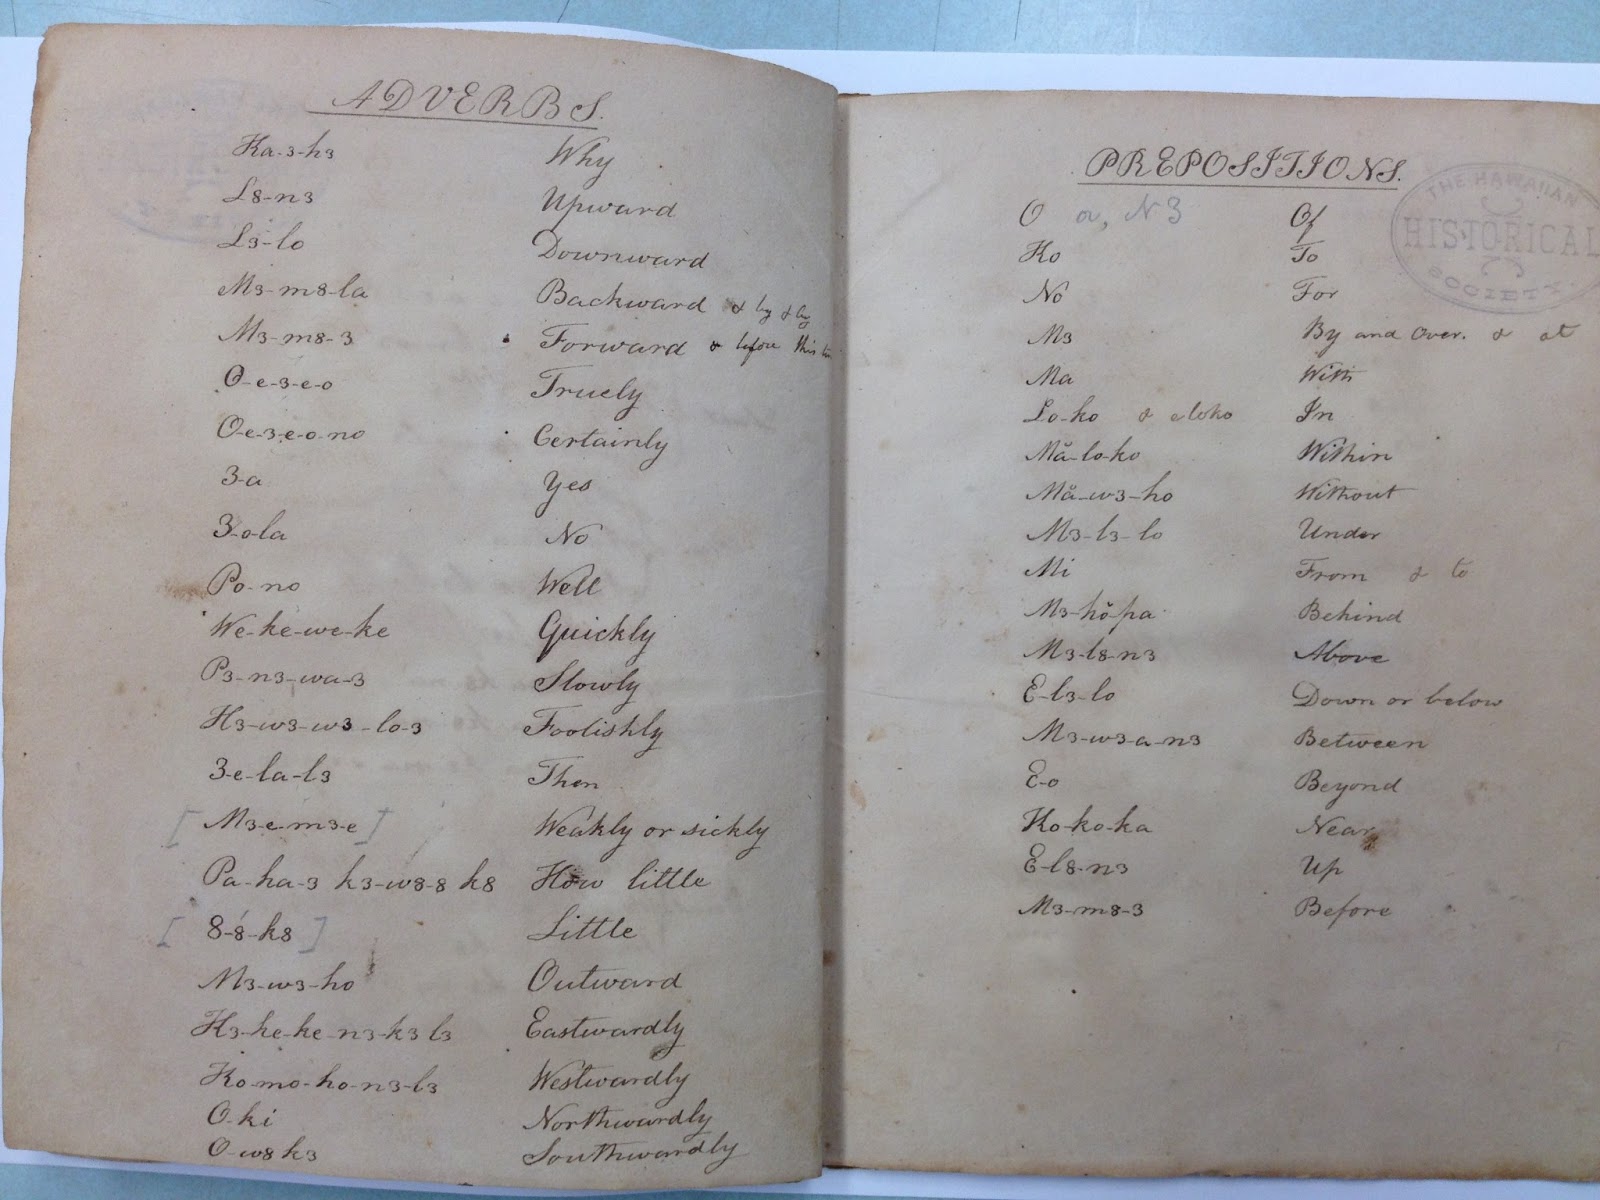 ADVERBS.
Ka-3-h3 Why
L8-n3 Upward
L3-lo Downward
M3-m8-la Backward & by & by
M3-m8-3 Forward & before this
O-e-3-e-o Truely
O-e-3-e-o-no Certainly
3-a Yes
3-o-la No
Po-no Well
We-ke-we-ke Quickly
P3-n3-wa-3 Slowly
H3-w3-w3-lo-3 Foolishly
3-e-la-l3 Then
[M3-e-m3-e] Weakly or sickly
Pa-ha-3 k3-w8-8 k8 How little
[8-8-k8] Little
M3-w3-ho Outward
H3-ke-ke-n3-k3 l3 Eastwardly
Ko-mo-ho-n3-l3 Westwardly
O-ki Northwardly
O-w8 k3 Southwardly
PREPOSITIONS.
O a, N3 Of
Ko To
No For
M3 By and Over. & at
Ma With
Lo-ko & eloko In
Mă-lo-ko Within
Mă-w3-ho Without
M3-l3-lo Under
Mi From & to
M3-hŏpa Behind
M3-l8-n3 Above
E-l3-lo Down or below
M3-w3-a-n3 Between
E-o Beyond
Ko-ko-ka Near
E-l8-n3 Up
M3-m8-3 Before
THE HAWAIIAN
HISTORICAL
SOCIETY